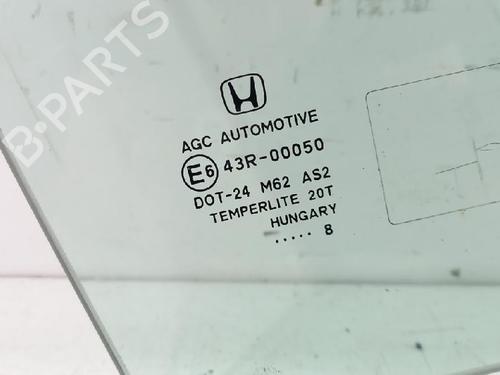 B-PARTS
AGC AUTOMOTIVE
E6 43R-00050
DOT-24 M62 AS2
TEMPERLITE 20T
HUNGARY
..... 8